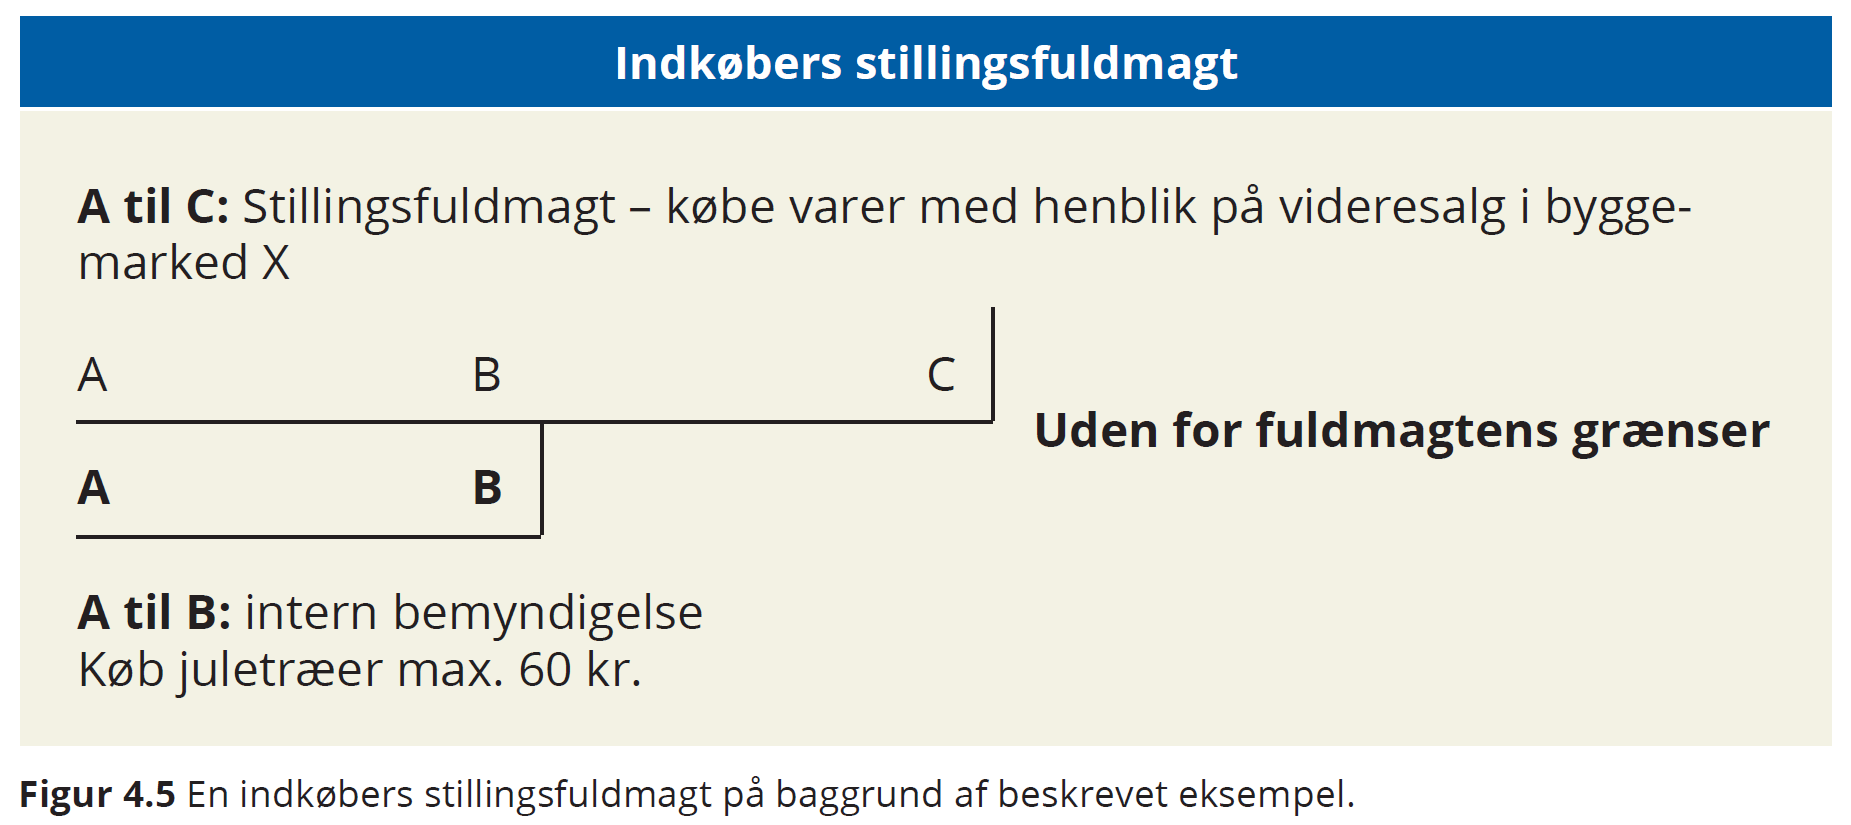 Indkøbers stillingsfuldmagt
A til C: Stillingsfuldmagt – købe varer med henblik på videresalg i bygge-
marked X
A B C
Uden for fuldmagtens grænser
A B
A til B: intern bemyndigelse
Køb juletræer max. 60 kr.
Figur 4.5 En indkøbers stillingsfuldmagt på baggrund af beskrevet eksempel.